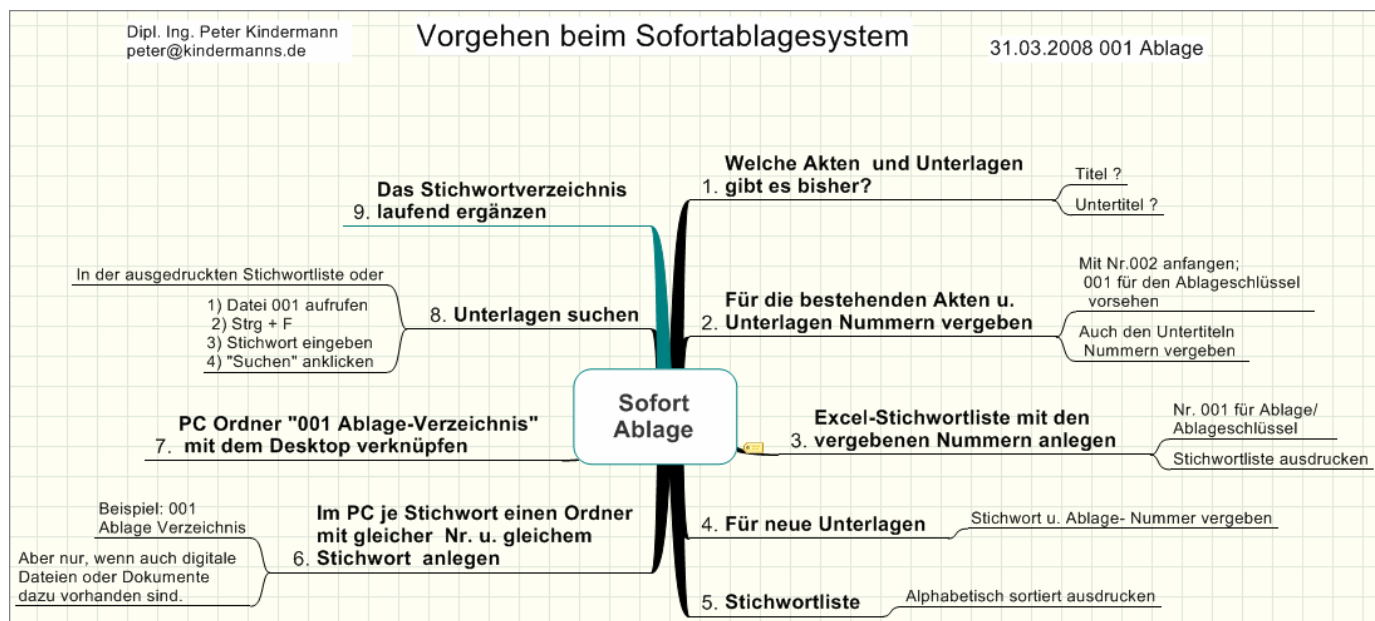 Dipl. Ing. Peter Kindermann
peter@kindermanns.de
Vorgehen beim Sofortablagesystem
31.03.2008 001 Ablage
Sofort
Ablage
Welche Akten und Unterlagen
1. gibt es bisher?
Titel ?
Untertitel ?
Für die bestehenden Akten u.
2. Unterlagen Nummern vergeben
Mit Nr.002 anfangen;
001 für den Ablageschlüssel
vorsehen
Auch den Untertiteln
Nummern vergeben
Excel-Stichwortliste mit den
3. vergebenen Nummern anlegen
Nr. 001 für Ablage/
Ablageschlüssel
Stichwortliste ausdrucken
4. Für neue Unterlagen
Stichwort u. Ablage- Nummer vergeben
5. Stichwortliste
Alphabetisch sortiert ausdrucken
Im PC je Stichwort einen Ordner
mit gleicher Nr. u. gleichem
6. Stichwort anlegen
Beispiel: 001
Ablage Verzeichnis
Aber nur, wenn auch digitale
Dateien oder Dokumente
dazu vorhanden sind.
PC Ordner "001 Ablage-Verzeichnis"
7. mit dem Desktop verknüpfen
8. Unterlagen suchen
In der ausgedruckten Stichwortliste oder
1) Datei 001 aufrufen
2) Strg + F
3) Stichwort eingeben
4) "Suchen" anklicken
Das Stichwortverzeichnis
9. laufend ergänzen